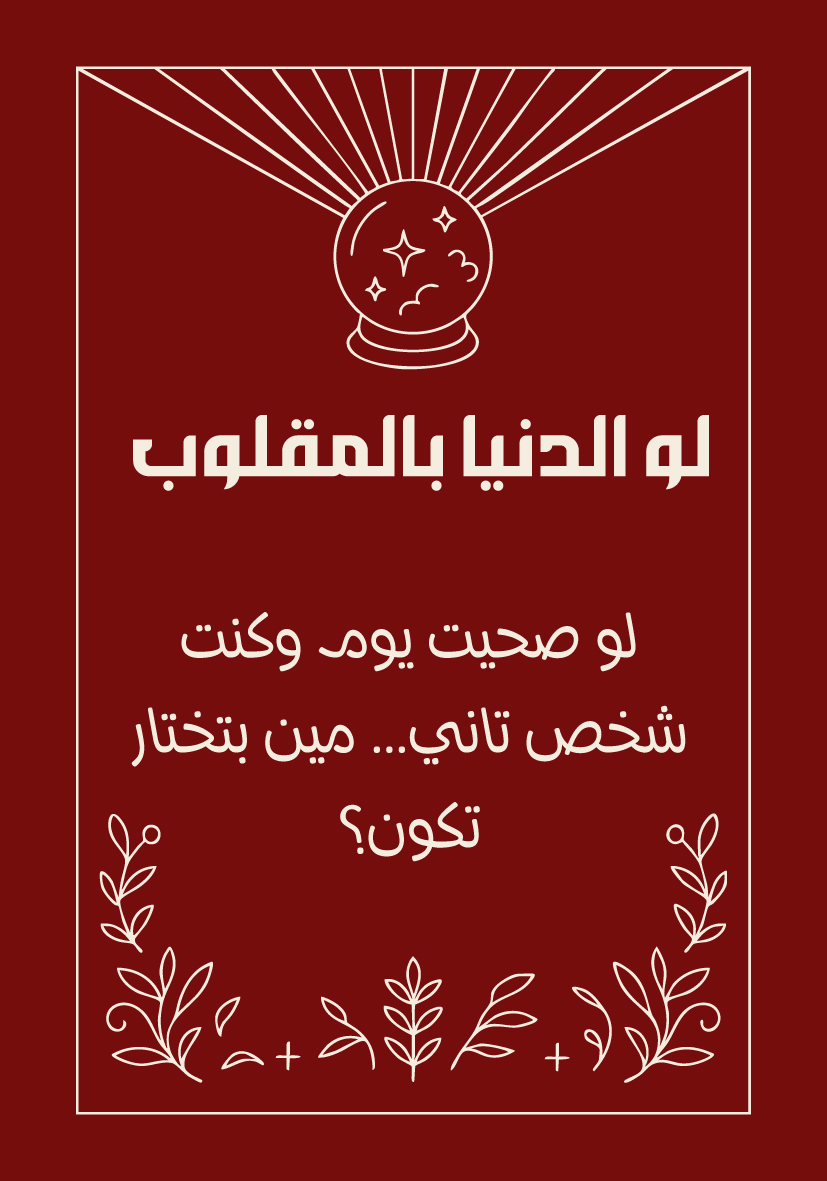 لو الدنيا بالمقلوب
لو صحيت يوم وكنت
شخص تاني... مين بتختار
تكون؟